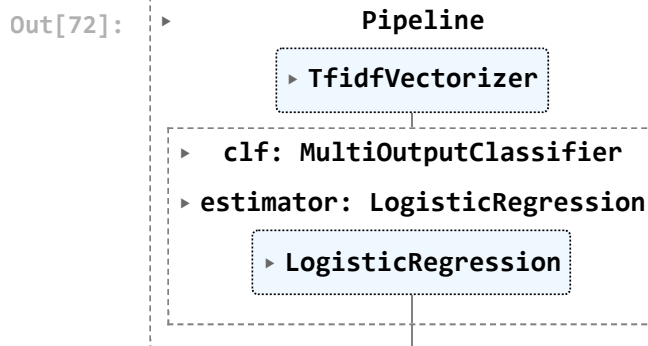 Out[72]:
Pipeline
TfidfVectorizer
clf: MultiOutputClassifier
estimator: LogisticRegression
LogisticRegression